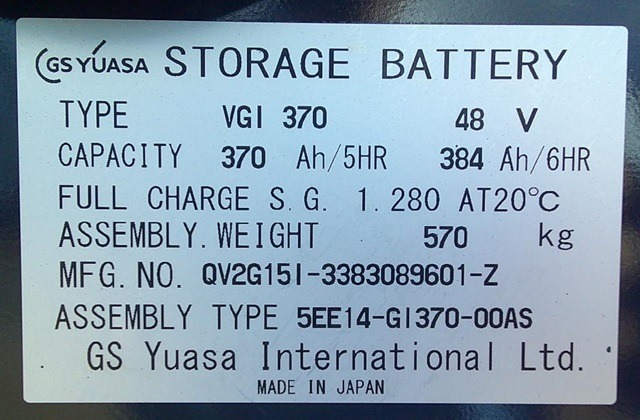 GS YUASA STORAGE BATTERY
TYPE VGI 370 48 V
CAPACITY 370 Ah/5HR 384 Ah/6HR
FULL CHARGE S.G. 1.280 AT20℃
ASSEMBLY.WEIGHT 570 kg
MFG.NO. QV2G15I-3383089601-Z
ASSEMBLY TYPE 5EE14-GI370-00AS
GS Yuasa International Ltd.
MADE IN JAPAN